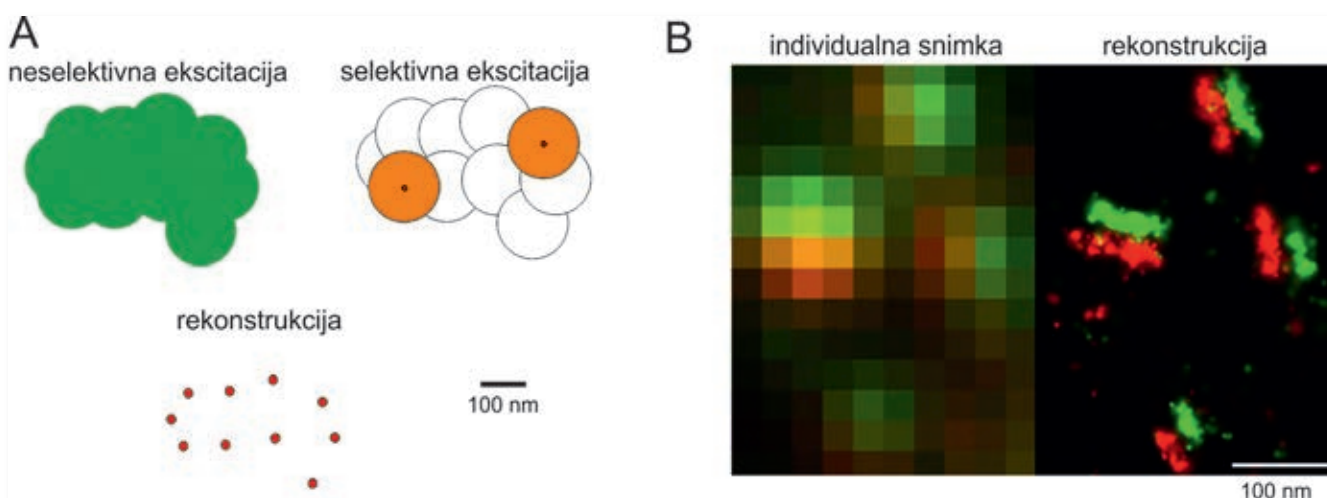 A
neselektivna ekscitacija
selektivna ekscitacija
rekonstrukcija
100 nm
B
individualna snimka
rekonstrukcija
100 nm